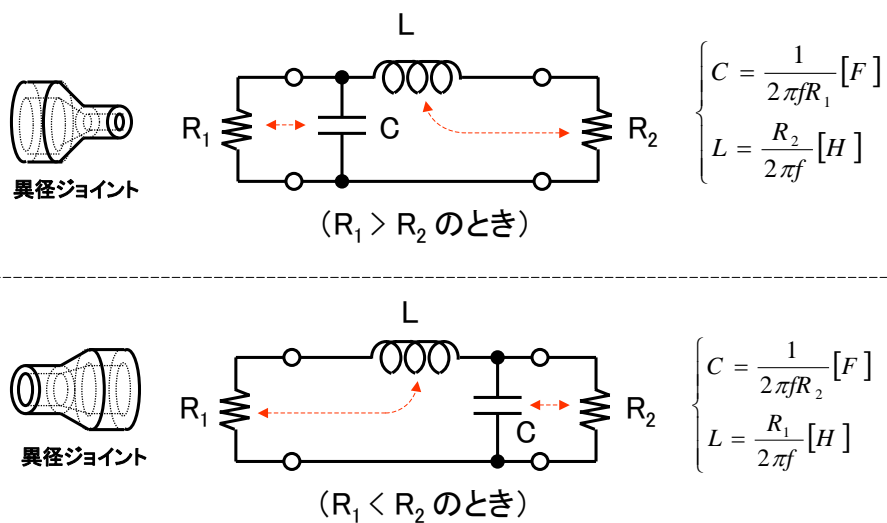 L
R₁
C
R₂
異径ジョイント
(R₁ > R₂ のとき)
C = 1/(2πfR₁) [F]
L = R₂/(2πf) [H]
L
R₁
C
R₂
異径ジョイント
(R₁ < R₂ のとき)
C = 1/(2πfR₂) [F]
L = R₁/(2πf) [H]